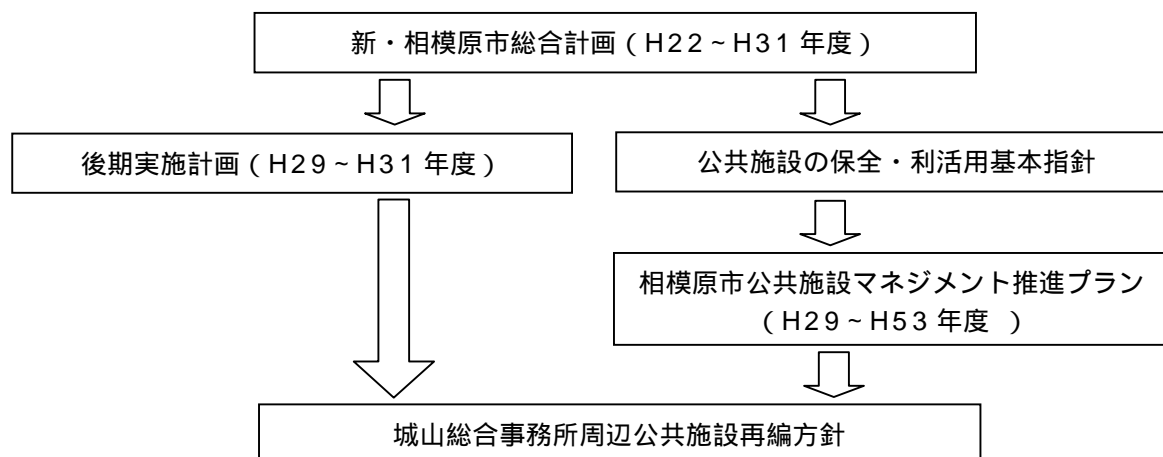 新・相模原市総合計画（H22～H31年度）
後期実施計画（H29～H31年度）
公共施設の保全・利活用基本指針
相模原市公共施設マネジメント推進プラン
（H29～H53年度 ）
城山総合事務所周辺公共施設再編方針